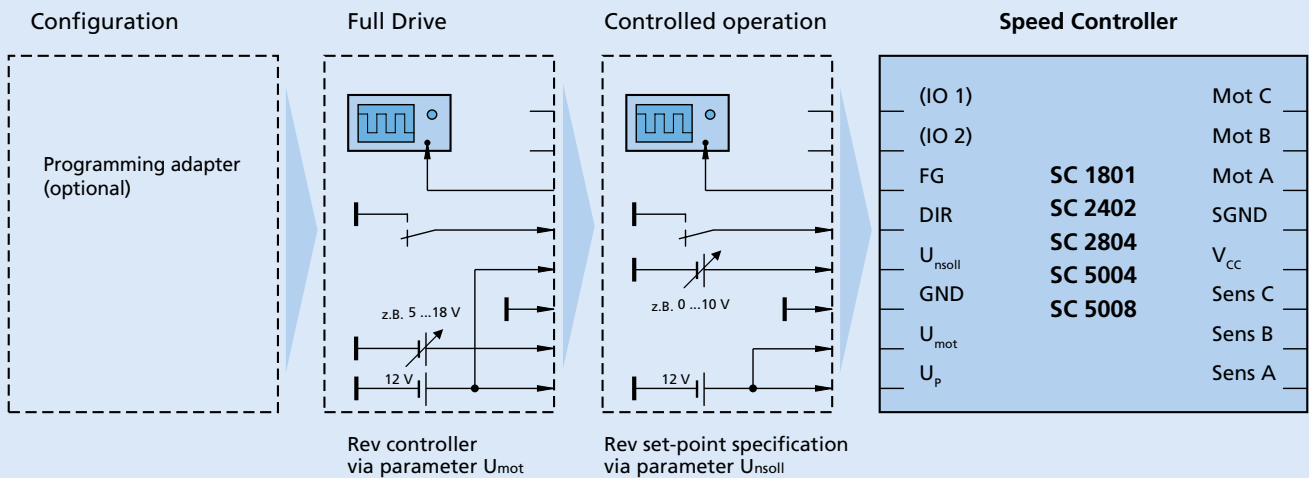 Configuration
Full Drive
Controlled operation
Speed Controller
Programming adapter
(optional)
z.B. 5 ...18 V
12 V
Rev controller
via parameter Umot
z.B. 0 ...10 V
12 V
Rev set-point specification
via parameter Unsoll
(IO 1)
(IO 2)
FG
DIR
Unsoll
GND
Umot
UP
SC 1801
SC 2402
SC 2804
SC 5004
SC 5008
Mot C
Mot B
Mot A
SGND
VCC
Sens C
Sens B
Sens A